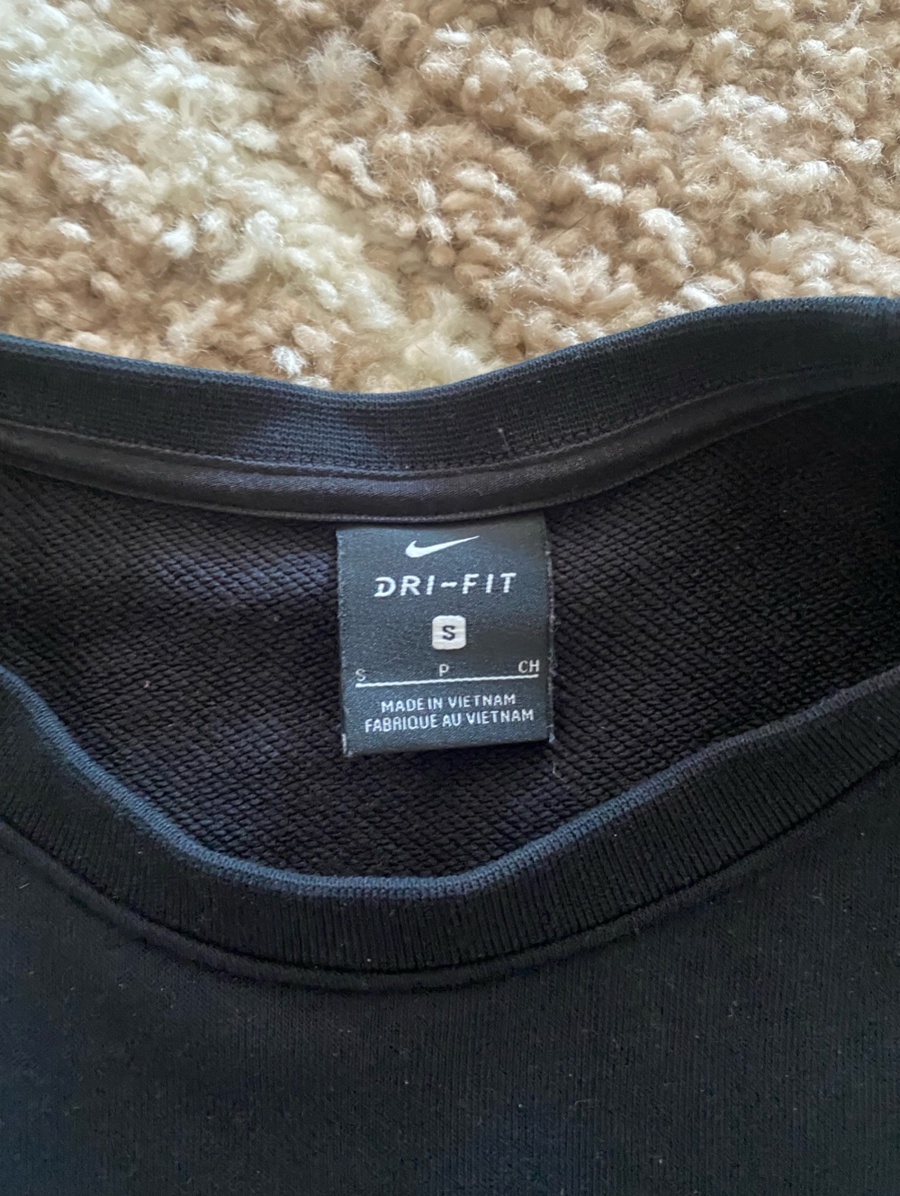 DRI-FIT
S
S P CH
MADE IN VIETNAM
FABRIQUE AU VIETNAM